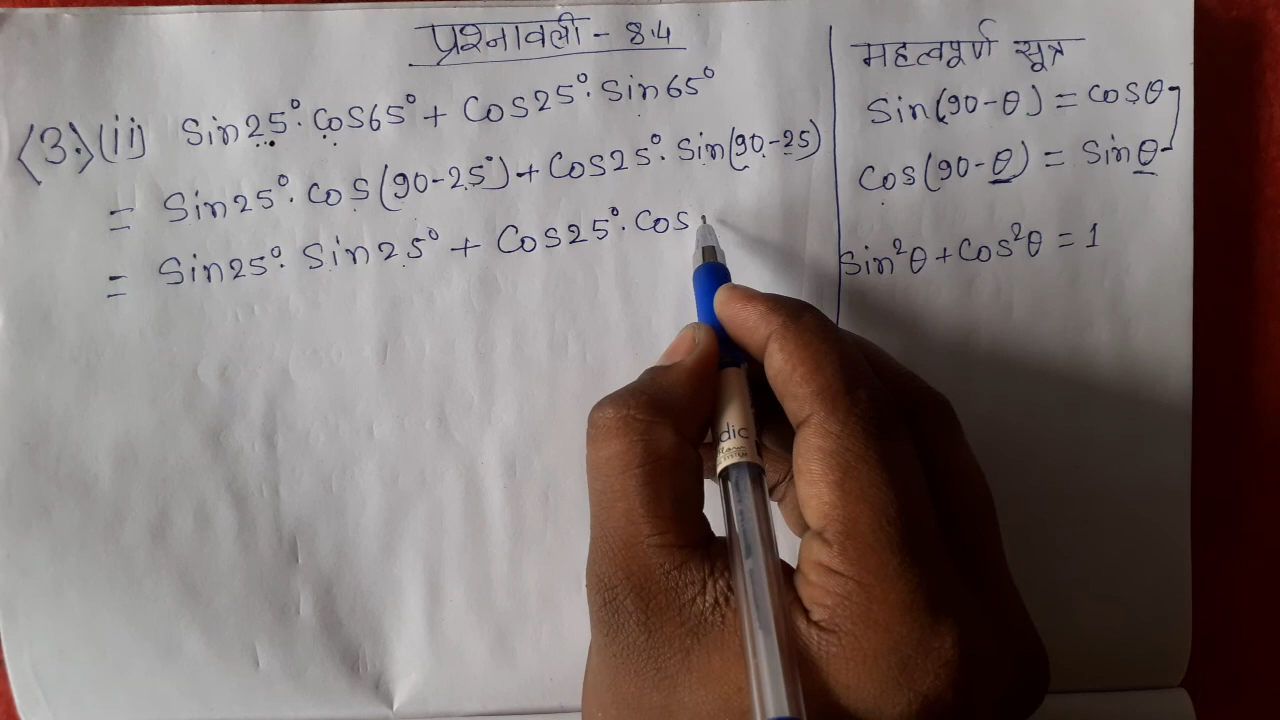 प्रश्नावली - 8.4
<3.>(ii) Sin25°. Cos65° + Cos25°. Sin65°
= Sin25°. Cos(90-25°) + Cos25°. Sin(90-25)
= Sin25°. Sin25° + Cos25°. Cos
महत्वपूर्ण सूत्र
Sin(90-θ) = Cosθ
Cos(90-θ) = Sinθ
Sin²θ + Cos²θ = 1